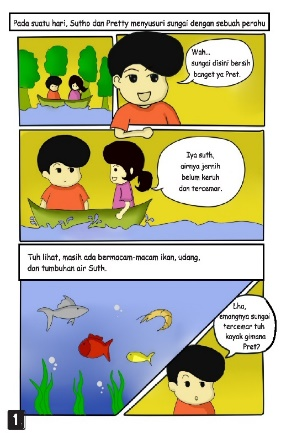 Pada suatu hari, Sutho dan Pretty menyusuri sungai dengan sebuah perahu
Wah...
sungai disini bersih
banget ya Pret.
Iya suth,
airnya jernih
belum keruh
dan tercemar.
Tuh lihat, masih ada bermacam-macam ikan, udang,
dan tumbuhan air Suth.
Lha,
emangnya sungai
tercemar tuh
kayak gimana
Pret?
1